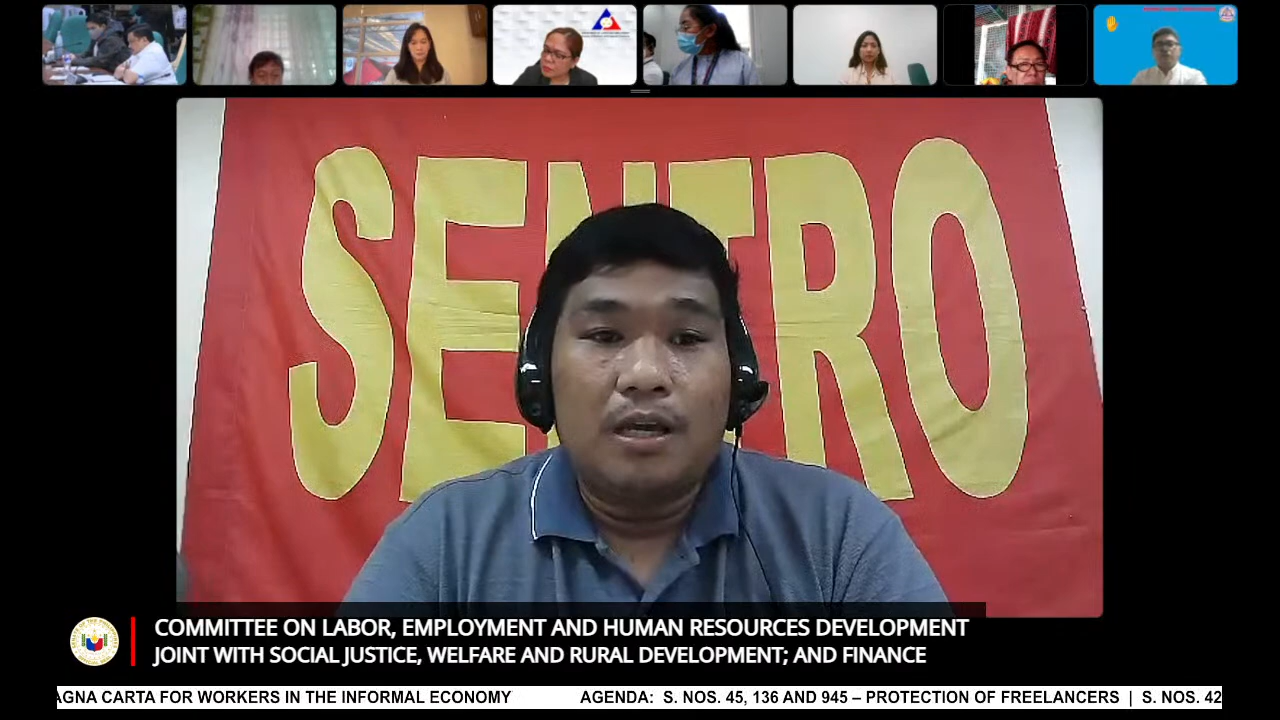 SENTRO
COMMITTEE ON LABOR, EMPLOYMENT AND HUMAN RESOURCES DEVELOPMENT
JOINT WITH SOCIAL JUSTICE, WELFARE AND RURAL DEVELOPMENT; AND FINANCE
AGNA CARTA FOR WORKERS IN THE INFORMAL ECONOMY AGENDA: S. NOS. 45, 136 AND 945 – PROTECTION OF FREELANCERS | S. NOS. 42